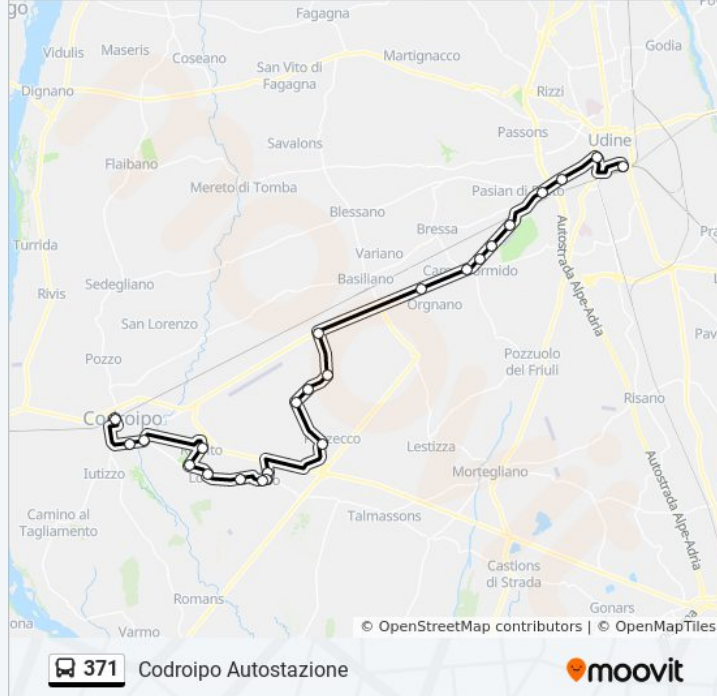 go
Fagagna
Godia
Vidulis
Maseris
Coseano
Martignacco
San Vito di
Fagagna
Dignano
Rizzi
Passons
Udine
Savalons
Flaibano
Mereto di Tomba
Pasian di
Blessano
Bressa
Turrida
Variano
Basiliano
Sedegliano
Rivis
Orgnano
San Lorenzo
Autostrada Alpe-Adria
Pav
Pozzo
Pozzuolo
del Friuli
Risano
Codroipo
Lestizza
Iutizzo
Mortegliano
Camino al
Tagliamento
Talmassons
Autostrada Alpe-Adria
Castions
di Strada
Romans
Gonars
ona
Varmo
© OpenStreetMap contributors | © OpenMapTiles
371 Codroipo Autostazione
moovit